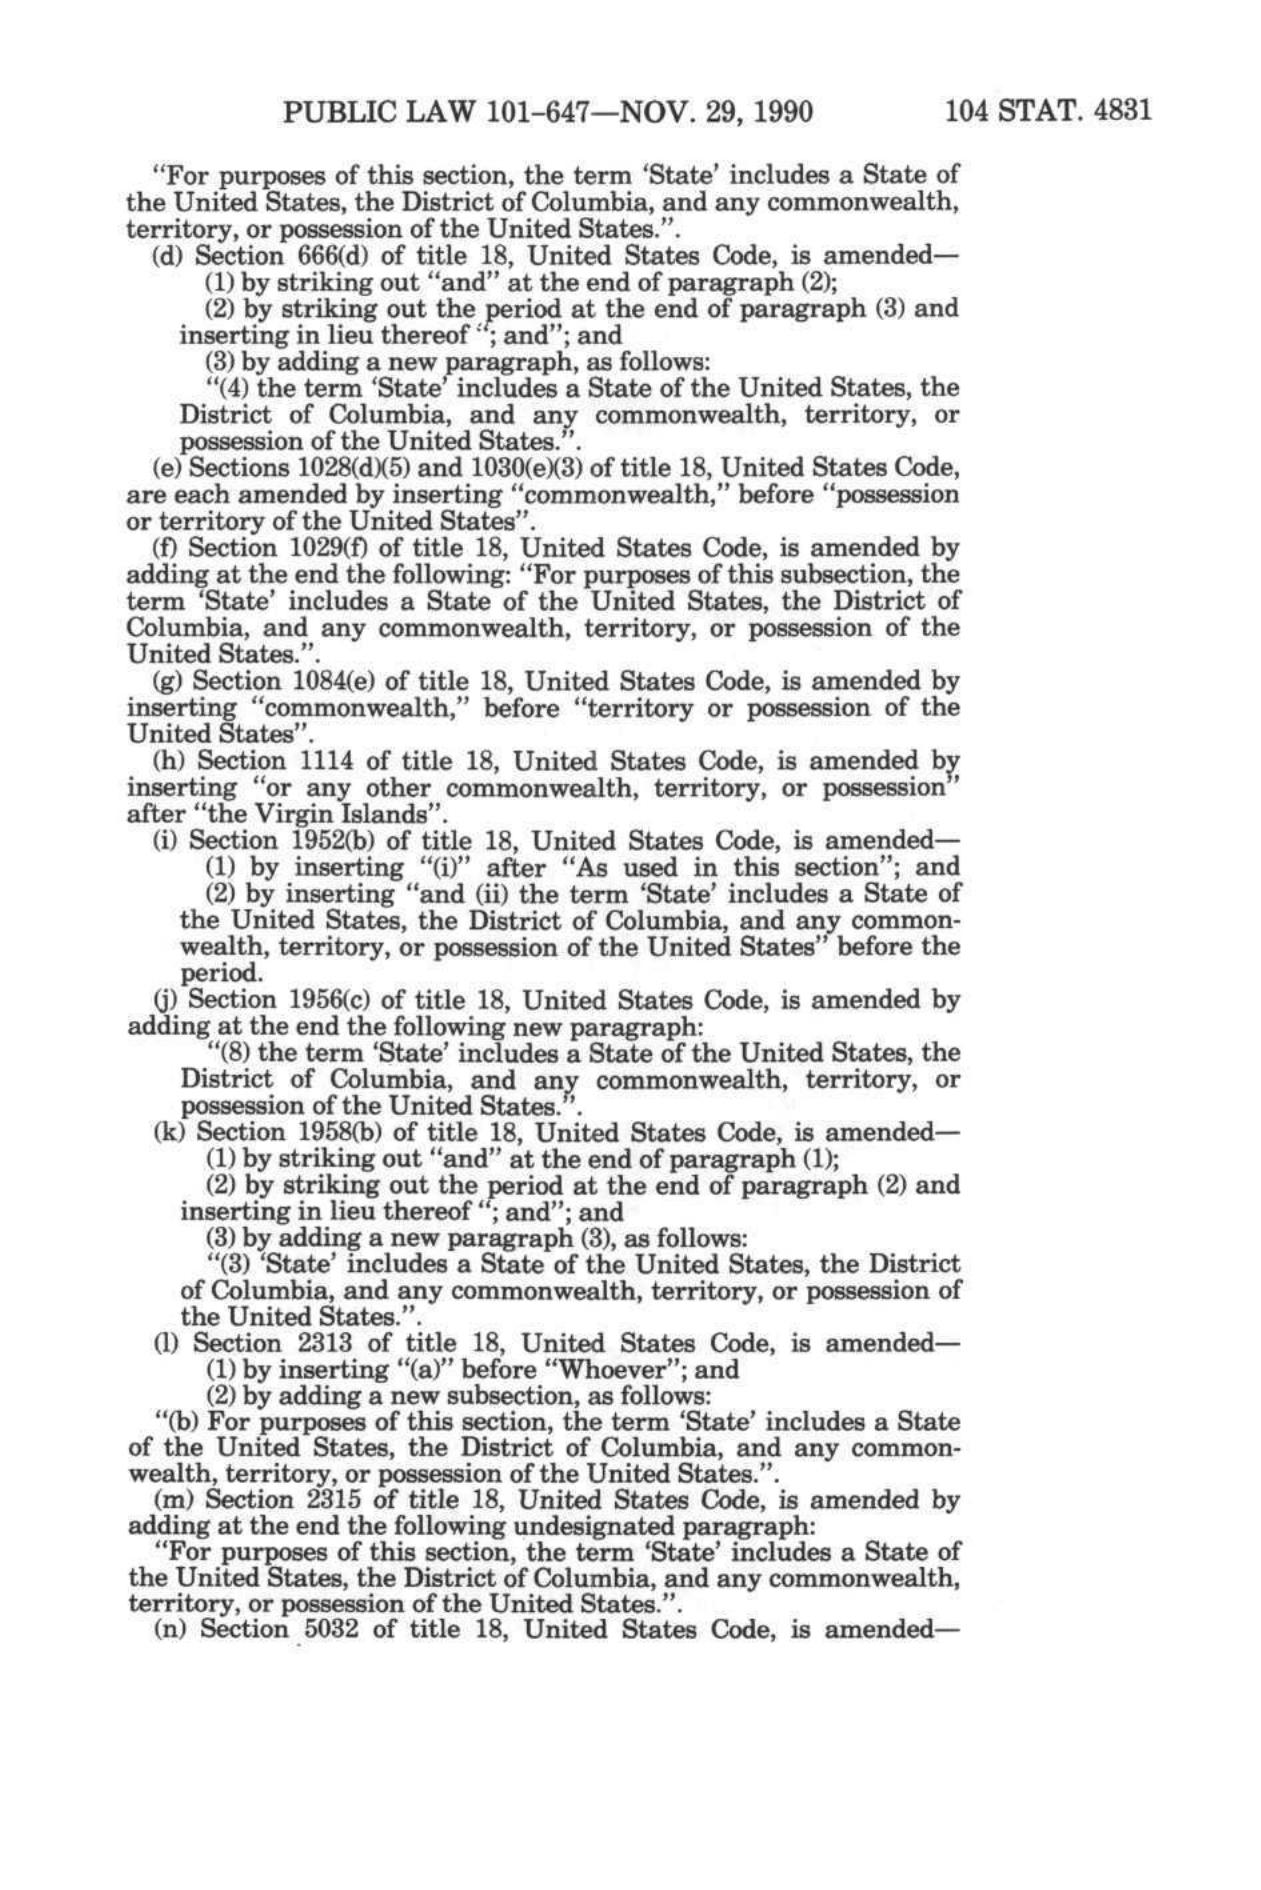 PUBLIC LAW 101–647—NOV. 29, 1990 104 STAT. 4831
“For purposes of this section, the term ‘State’ includes a State of
the United States, the District of Columbia, and any commonwealth,
territory, or possession of the United States.”.
(d) Section 666(d) of title 18, United States Code, is amended—
(1) by striking out “and” at the end of paragraph (2);
(2) by striking out the period at the end of paragraph (3) and
inserting in lieu thereof “; and”; and
(3) by adding a new paragraph, as follows:
“(4) the term ‘State’ includes a State of the United States, the
District of Columbia, and any commonwealth, territory, or
possession of the United States.”.
(e) Sections 1028(d)(5) and 1030(e)(3) of title 18, United States Code,
are each amended by inserting “commonwealth,” before “possession
or territory of the United States”.
(f) Section 1029(f) of title 18, United States Code, is amended by
adding at the end the following: “For purposes of this subsection, the
term ‘State’ includes a State of the United States, the District of
Columbia, and any commonwealth, territory, or possession of the
United States.”.
(g) Section 1084(e) of title 18, United States Code, is amended by
inserting “commonwealth,” before “territory or possession of the
United States”.
(h) Section 1114 of title 18, United States Code, is amended by
inserting “or any other commonwealth, territory, or possession”
after “the Virgin Islands”.
(i) Section 1952(b) of title 18, United States Code, is amended—
(1) by inserting “(i)” after “As used in this section”; and
(2) by inserting “and (ii) the term ‘State’ includes a State of
the United States, the District of Columbia, and any common-
wealth, territory, or possession of the United States” before the
period.
(j) Section 1956(c) of title 18, United States Code, is amended by
adding at the end the following new paragraph:
“(8) the term ‘State’ includes a State of the United States, the
District of Columbia, and any commonwealth, territory, or
possession of the United States.”.
(k) Section 1958(b) of title 18, United States Code, is amended—
(1) by striking out “and” at the end of paragraph (1);
(2) by striking out the period at the end of paragraph (2) and
inserting in lieu thereof “; and”; and
(3) by adding a new paragraph (3), as follows:
“(3) ‘State’ includes a State of the United States, the District
of Columbia, and any commonwealth, territory, or possession of
the United States.”.
(l) Section 2313 of title 18, United States Code, is amended—
(1) by inserting “(a)” before “Whoever”; and
(2) by adding a new subsection, as follows:
“(b) For purposes of this section, the term ‘State’ includes a State
of the United States, the District of Columbia, and any common-
wealth, territory, or possession of the United States.”.
(m) Section 2315 of title 18, United States Code, is amended by
adding at the end the following undesignated paragraph:
“For purposes of this section, the term ‘State’ includes a State of
the United States, the District of Columbia, and any commonwealth,
territory, or possession of the United States.”.
(n) Section 5032 of title 18, United States Code, is amended—